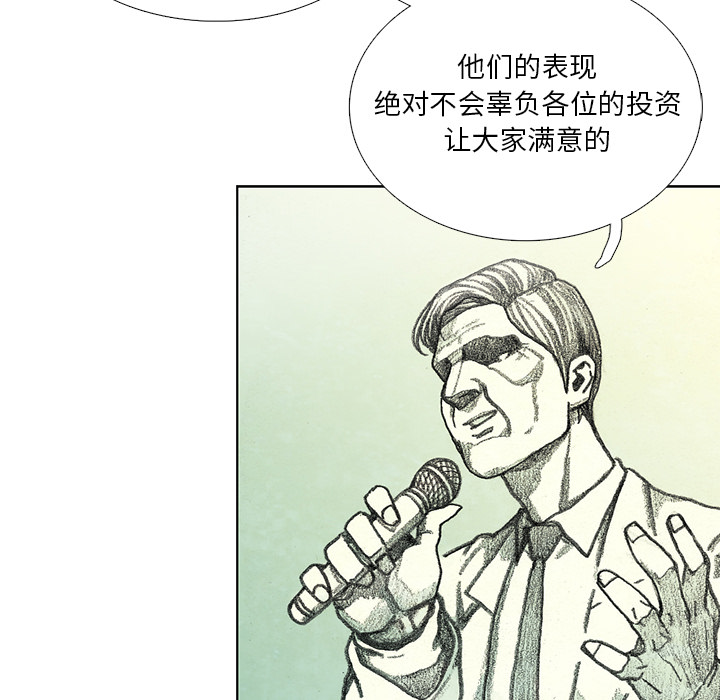 他们的表现
绝对不会辜负各位的投资
让大家满意的